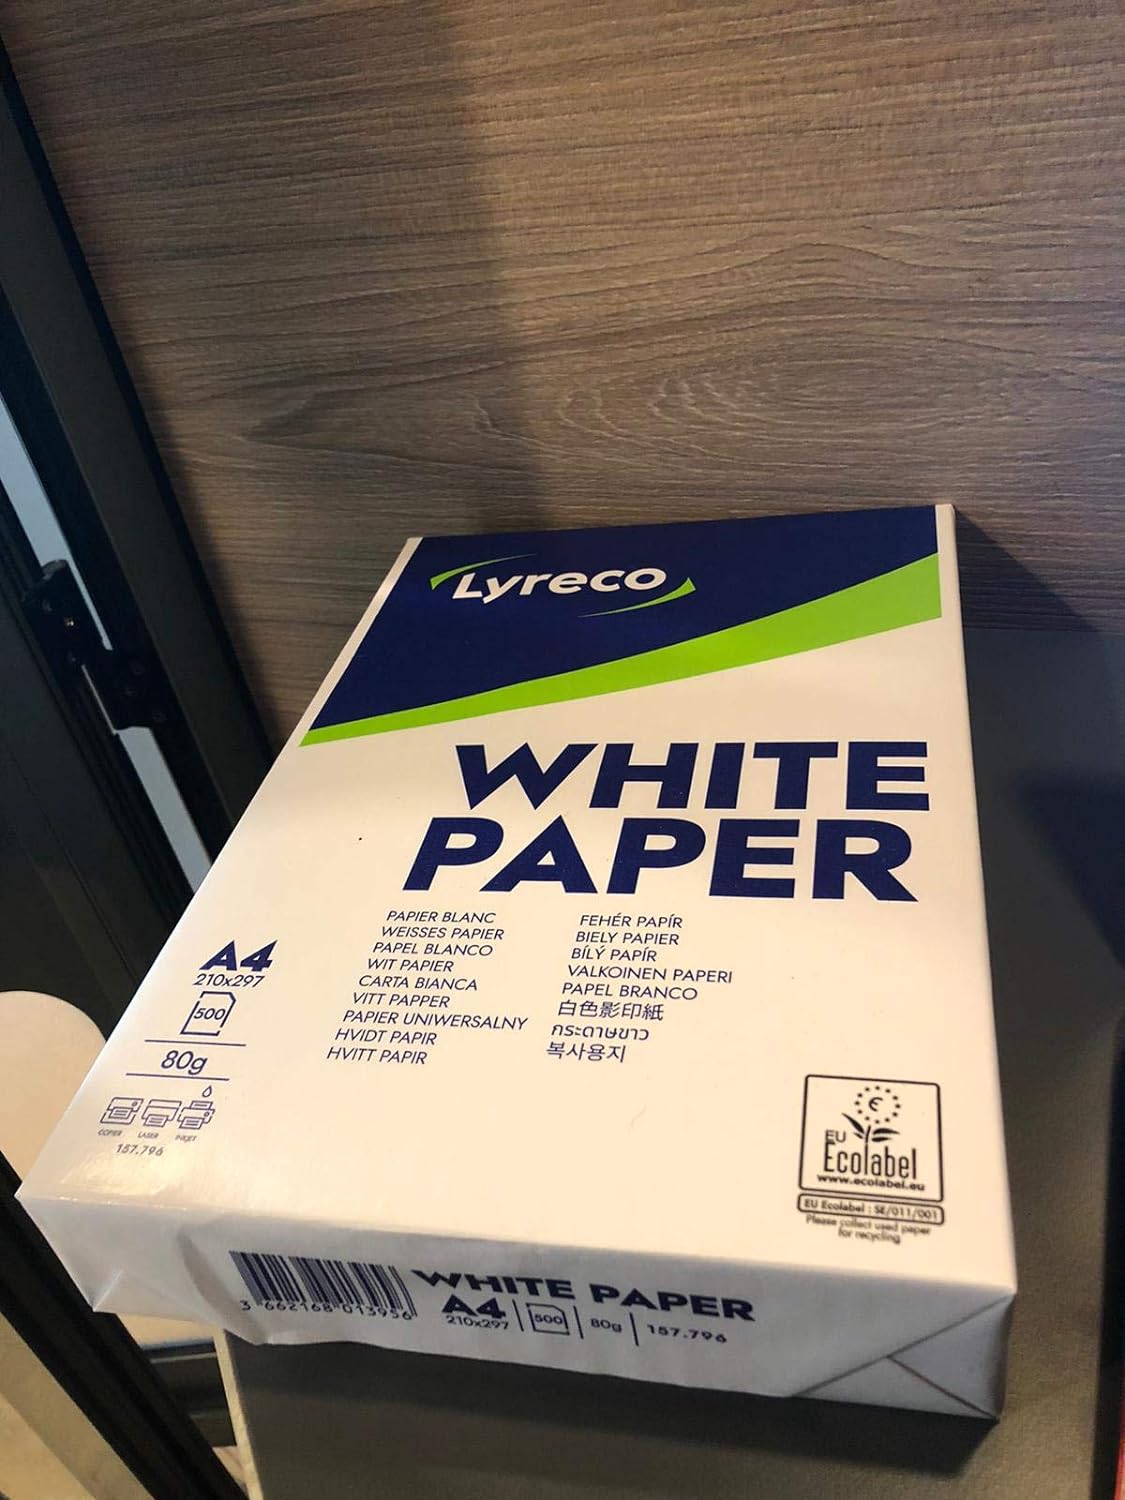 Lyreco
WHITE
PAPER
PAPIER BLANC
WEISSES PAPIER
PAPEL BLANCO
WIT PAPIER
CARTA BIANCA
VITT PAPPER
PAPIER UNIWERSALNY
HVIDT PAPIR
HVITT PAPIR
FEHÉR PAPÍR
BIELY PAPIER
BÍLÝ PAPÍR
VALKOINEN PAPERI
PAPEL BRANCO
白色影印紙
กระดาษขาว
복사용지
A4
210x297
500
80g
COPIER LASER INKJET
157.796
EU
Ecolabel
www.ecolabel.eu
EU Ecolabel : SE/011/001
Please collect used paper
for recycling
3 662168 013956
WHITE PAPER
A4
210x297
500
80g
157.796